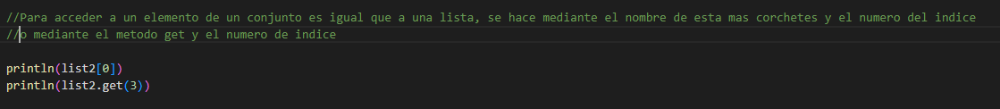 //Para acceder a un elemento de un conjunto es igual que a una lista, se hace mediante el nombre de esta mas corchetes y el numero del indice
//o mediante el metodo get y el numero de indice
println(list2[0])
println(list2.get(3))